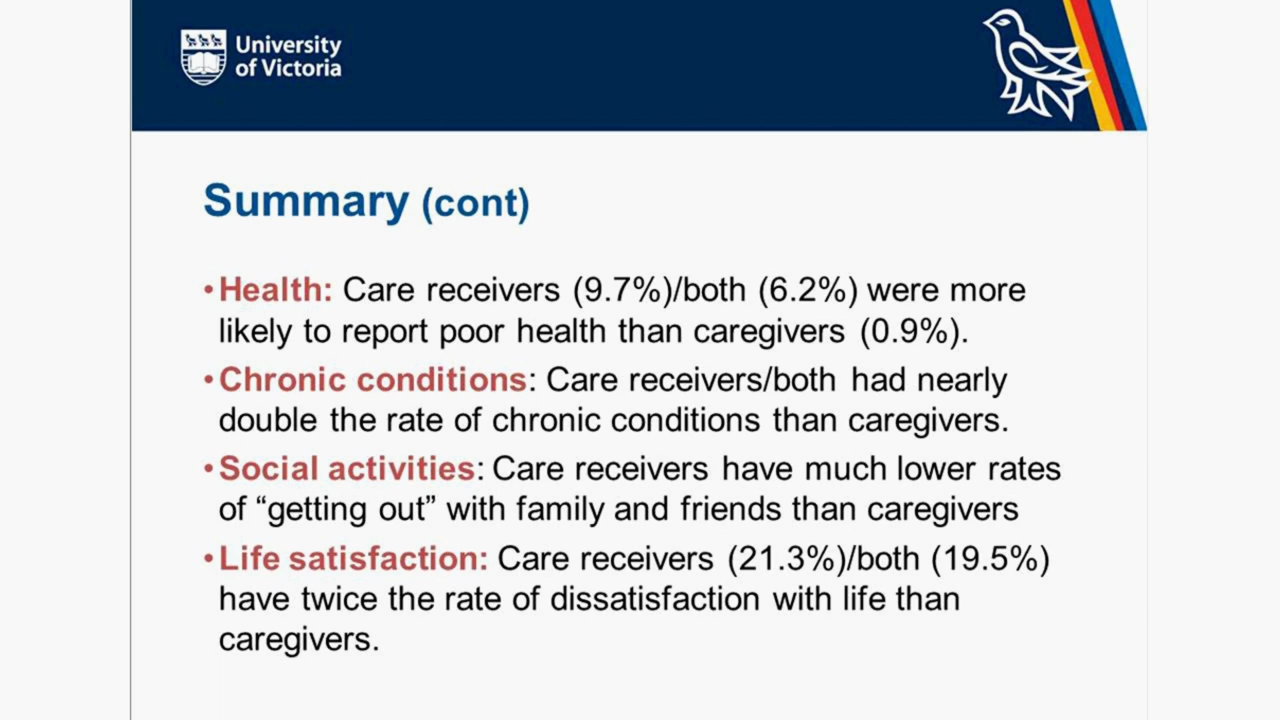 University
of Victoria
Summary (cont)
•Health: Care receivers (9.7%)/both (6.2%) were more
likely to report poor health than caregivers (0.9%).
•Chronic conditions: Care receivers/both had nearly
double the rate of chronic conditions than caregivers.
•Social activities: Care receivers have much lower rates
of “getting out” with family and friends than caregivers
•Life satisfaction: Care receivers (21.3%)/both (19.5%)
have twice the rate of dissatisfaction with life than
caregivers.